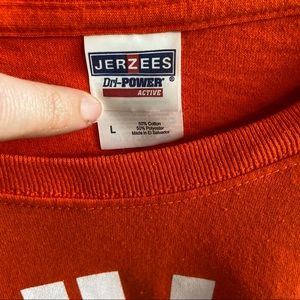 JERZEES
Dri-POWER®
ACTIVE
L
50% Cotton
50% Polyester
Made in El Salvador